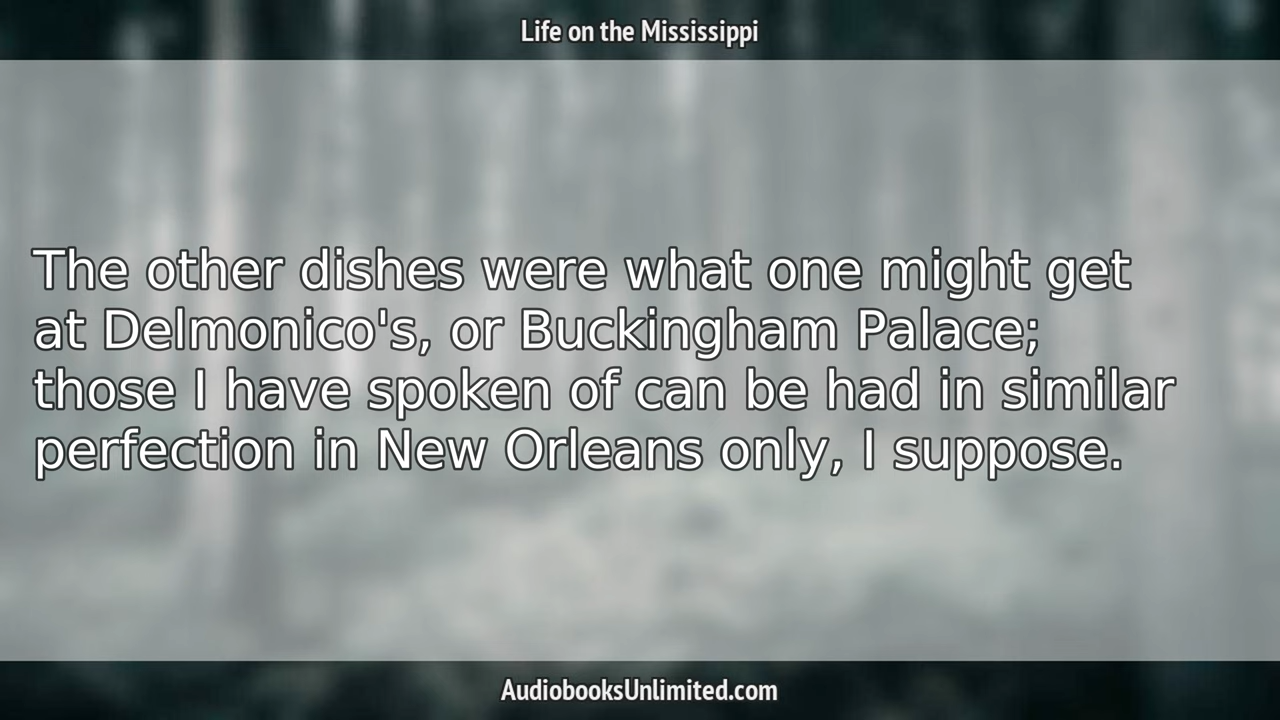 Life on the Mississippi
The other dishes were what one might get
at Delmonico's, or Buckingham Palace;
those I have spoken of can be had in similar
perfection in New Orleans only, I suppose.
AudiobooksUnlimited.com